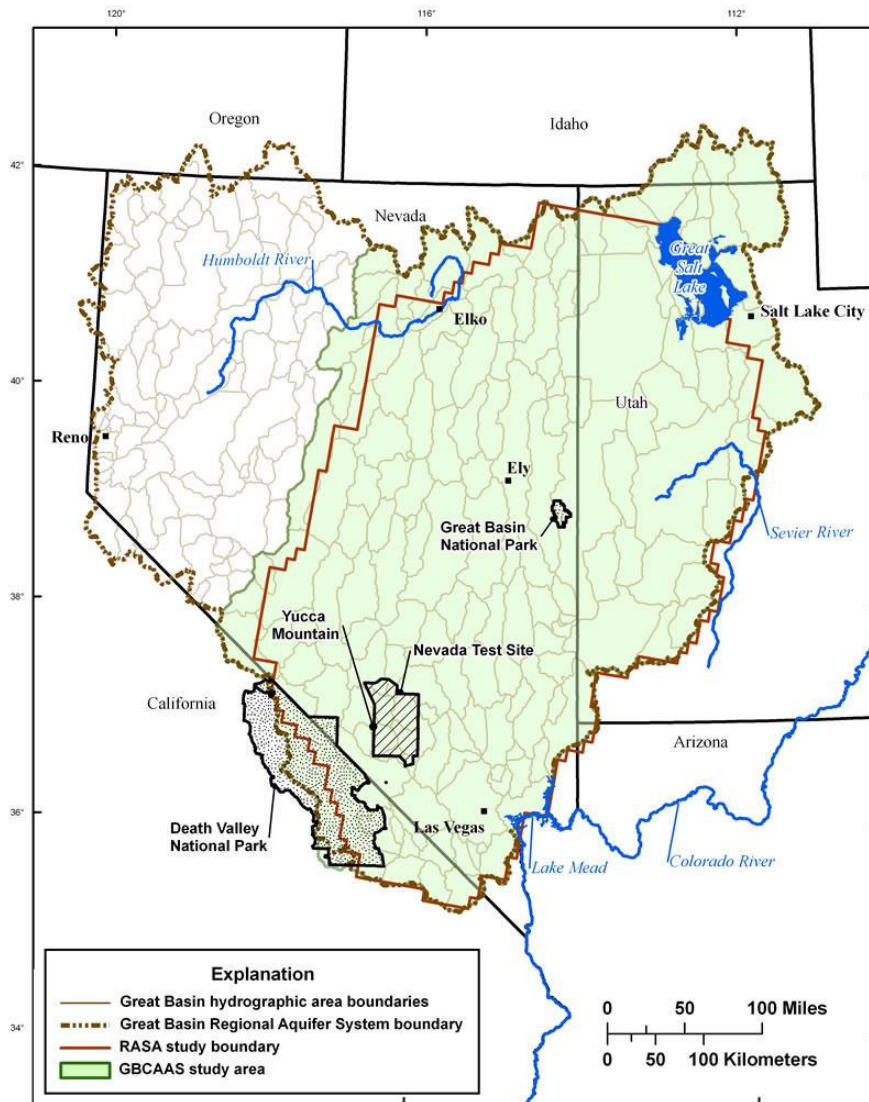 120°
116°
112°
Oregon
Idaho
42°
Nevada
Humboldt River
Great
Salt
Lake
Elko
Salt Lake City
40°
Utah
Reno
Ely
Great Basin
National Park
Sevier River
38°
Yucca
Mountain
Nevada Test Site
California
Arizona
36°
Las Vegas
Death Valley
National Park
Lake Mead
Colorado River
Explanation
Great Basin hydrographic area boundaries
Great Basin Regional Aquifer System boundary
RASA study boundary
GBCAAS study area
0 50 100 Miles
0 50 100 Kilometers
34°